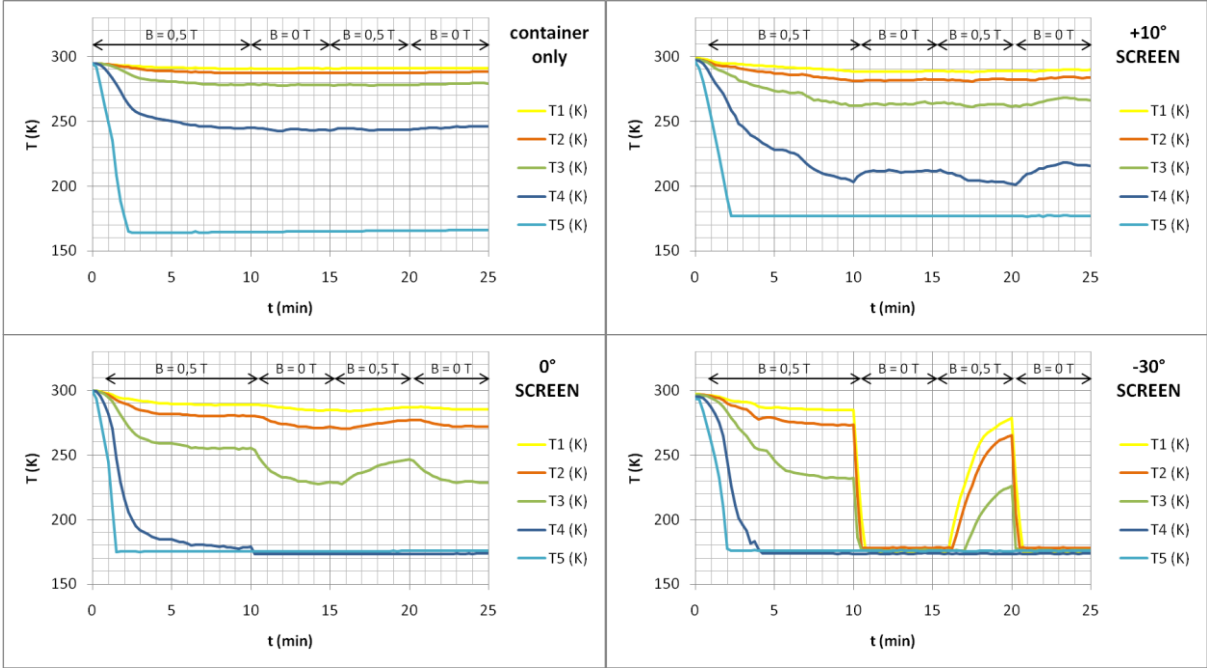 B = 0,5 T B = 0 T B = 0,5 T B = 0 T
container
only
300
250
200
150
T (K)
0 5 10 15 20 25
t (min)
T1 (K)
T2 (K)
T3 (K)
T4 (K)
T5 (K)
B = 0,5 T B = 0 T B = 0,5 T B = 0 T
+10°
SCREEN
300
250
200
150
T (K)
0 5 10 15 20 25
t (min)
T1 (K)
T2 (K)
T3 (K)
T4 (K)
T5 (K)
B = 0,5 T B = 0 T B = 0,5 T B = 0 T
0°
SCREEN
300
250
200
150
T (K)
0 5 10 15 20 25
t (min)
T1 (K)
T2 (K)
T3 (K)
T4 (K)
T5 (K)
B = 0,5 T B = 0 T B = 0,5 T B = 0 T
-30°
SCREEN
300
250
200
150
T (K)
0 5 10 15 20 25
t (min)
T1 (K)
T2 (K)
T3 (K)
T4 (K)
T5 (K)